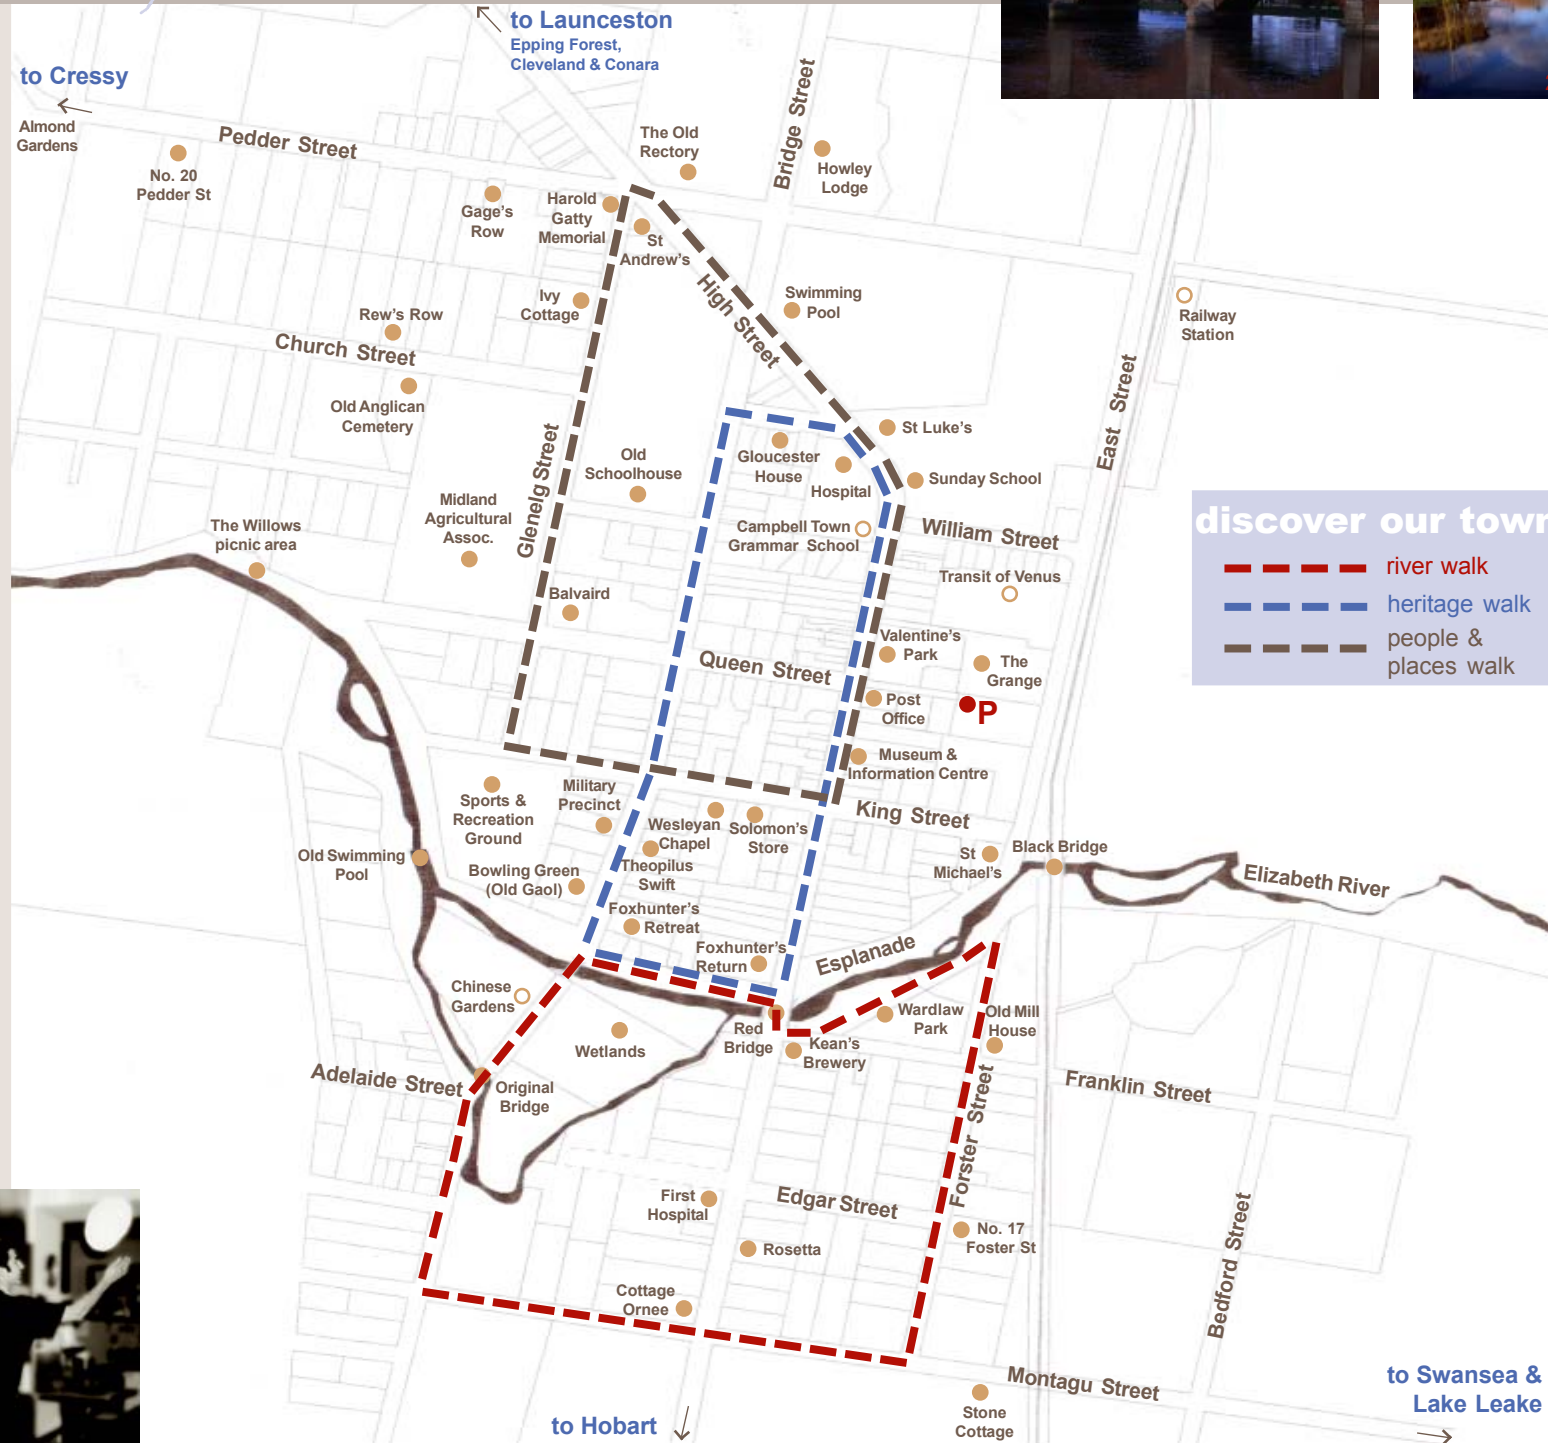 to Launceston
Epping Forest,
Cleveland & Conara
to Cressy
Almond
Gardens
No. 20
Pedder St
Pedder Street
Gage's
Row
Harold
Gatty
Memorial
The Old
Rectory
St
Andrew's
Bridge Street
Howley
Lodge
Ivy
Cottage
High Street
Swimming
Pool
Railway
Station
Rew's Row
Church Street
Old Anglican
Cemetery
Glenelg Street
Old
Schoolhouse
Gloucester
House
Hospital
St Luke's
Sunday School
East Street
Midland
Agricultural
Assoc.
The Willows
picnic area
Campbell Town
Grammar School
William Street
Transit of Venus
discover our town
river walk
heritage walk
people &
places walk
Balvaird
Queen Street
Valentine's
Park
The
Grange
Post
Office
P
Museum &
Information Centre
King Street
Sports &
Recreation
Ground
Military
Precinct
Wesleyan
Chapel
Solomon's
Store
Theopilus
Swift
Old Swimming
Pool
Bowling Green
(Old Gaol)
St
Michael's
Black Bridge
Elizabeth River
Foxhunter's
Retreat
Foxhunter's
Return
Esplanade
Chinese
Gardens
Wetlands
Red
Bridge
Kean's
Brewery
Wardlaw
Park
Old Mill
House
Adelaide Street
Original
Bridge
Franklin Street
Forster Street
First
Hospital
Edgar Street
Rosetta
No. 17
Foster St
Bedford Street
Cottage
Ornee
Montagu Street
Stone
Cottage
to Hobart
to Swansea &
Lake Leake